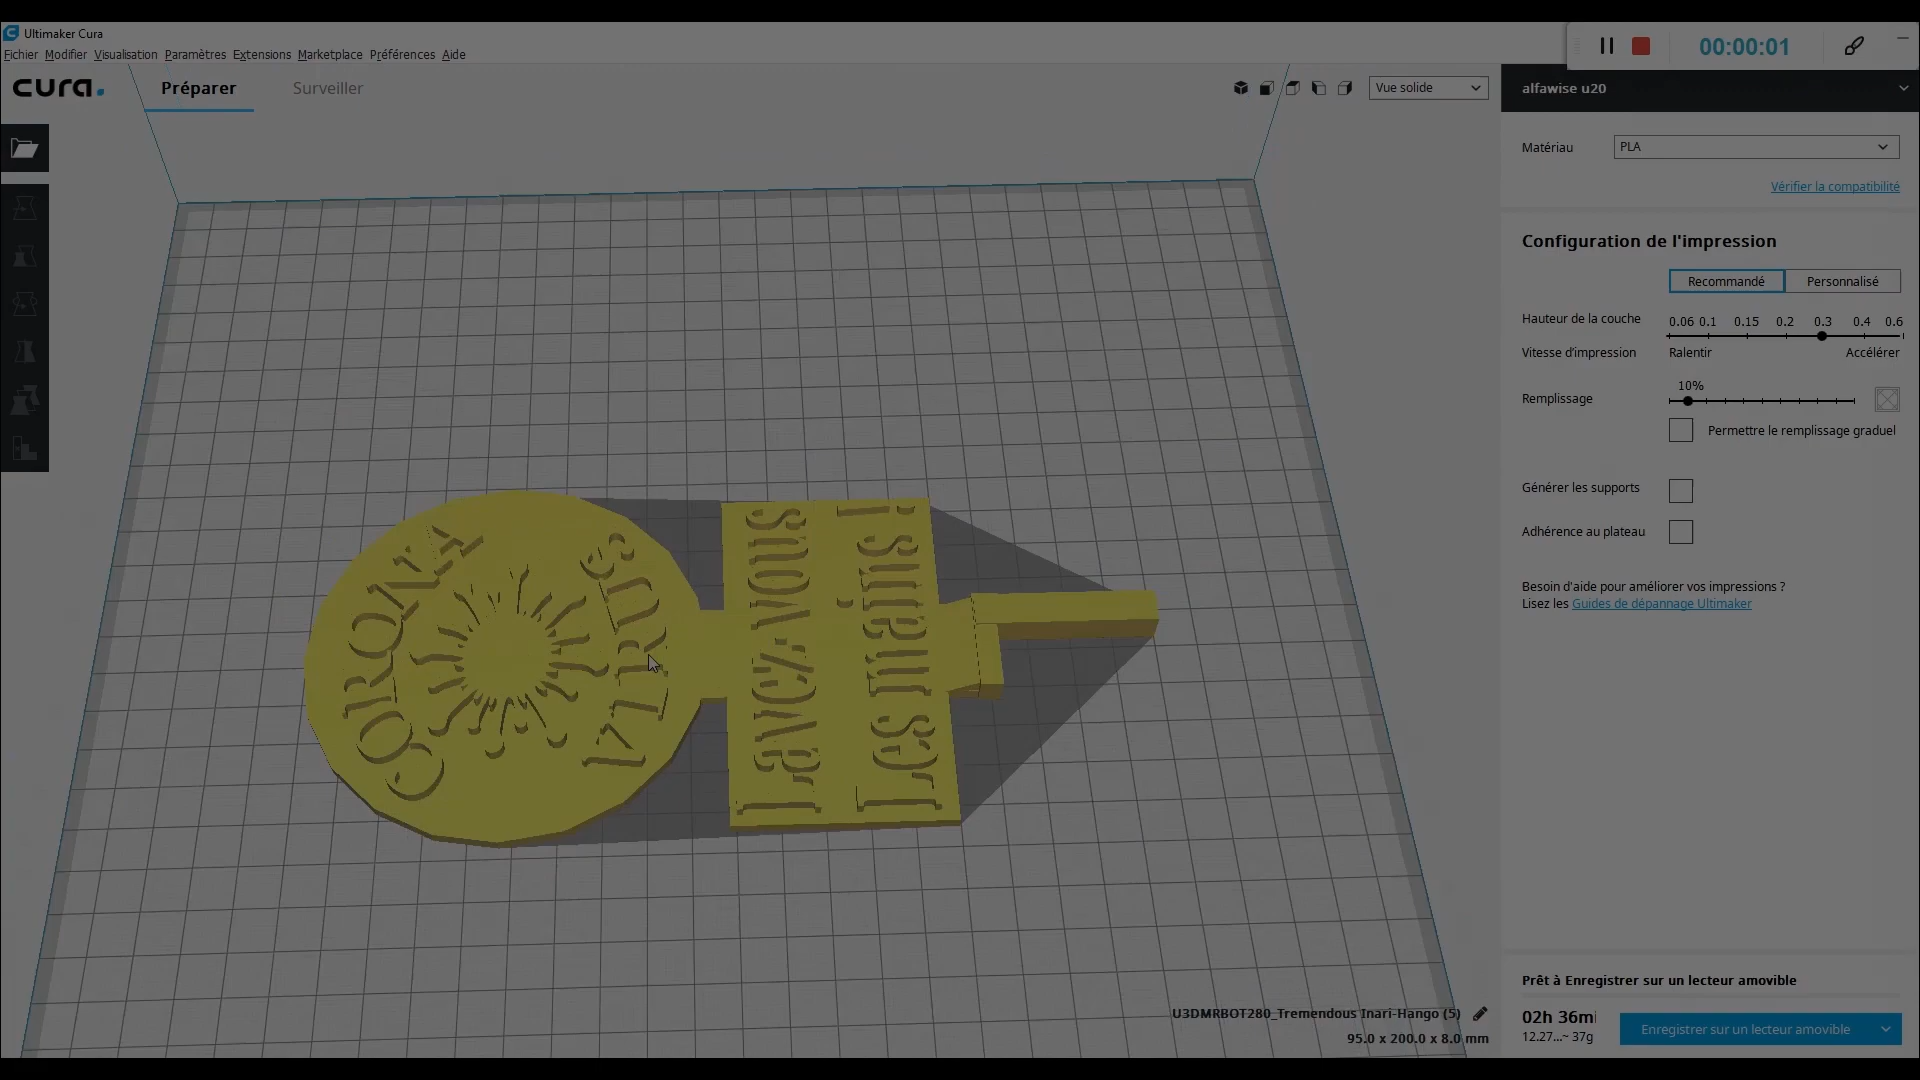 Ultimaker Cura
Fichier Modifier Visualisation Paramètres Extensions Marketplace Préférences Aide
00:00:01
cura.
Préparer
Surveiller
Vue solide
alfawise u20
Matériau
PLA
Vérifier la compatibilité
Configuration de l'impression
Recommandé
Personnalisé
Hauteur de la couche
0.06 0.1 0.15 0.2 0.3 0.4 0.6
Vitesse d'impression
Ralentir
Accélérer
10%
Remplissage
Permettre le remplissage graduel
Générer les supports
Adhérence au plateau
Besoin d'aide pour améliorer vos impressions ?
Lisez les Guides de dépannage Ultimaker
CORONA
VIRUS
Lavez-vous
Les mains !
U3DMRBOT280_Tremendous Inari-Hango (5)
95.0 x 200.0 x 8.0 mm
Prêt à Enregistrer sur un lecteur amovible
02h 36mi
12.27...~ 37g
Enregistrer sur un lecteur amovible